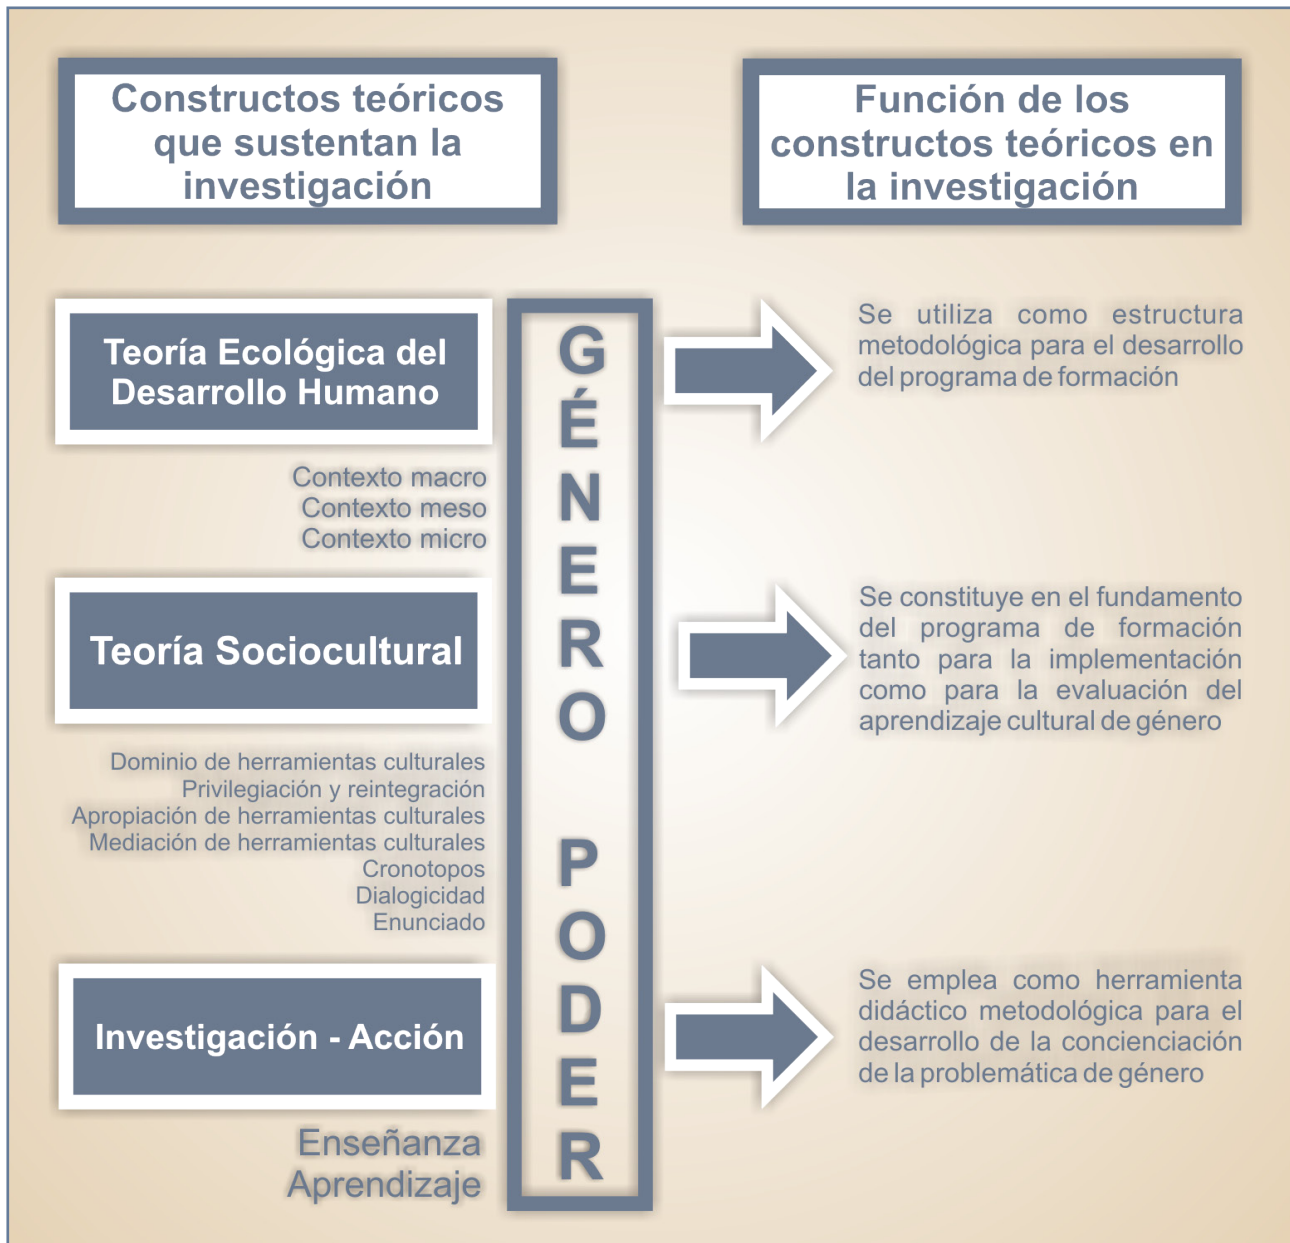 Constructos teóricos
que sustentan la
investigación
Función de los
constructos teóricos en
la investigación
Teoría Ecológica del
Desarrollo Humano
Contexto macro
Contexto meso
Contexto micro
Teoría Sociocultural
Dominio de herramientas culturales
Privilegiación y reintegración
Apropiación de herramientas culturales
Mediación de herramientas culturales
Cronotopos
Dialogicidad
Enunciado
Investigación - Acción
Enseñanza
Aprendizaje
GÉNERO PODER
Se utiliza como estructura
metodológica para el desarrollo
del programa de formación
Se constituye en el fundamento
del programa de formación
tanto para la implementación
como para la evaluación del
aprendizaje cultural de género
Se emplea como herramienta
didáctico metodológica para el
desarrollo de la concienciación
de la problemática de género